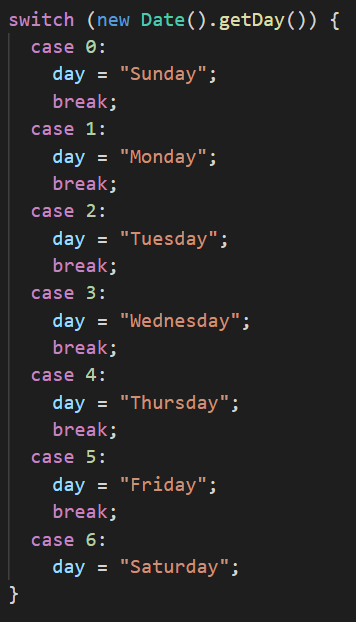 switch (new Date().getDay()) {
  case 0:
    day = "Sunday";
    break;
  case 1:
    day = "Monday";
    break;
  case 2:
    day = "Tuesday";
    break;
  case 3:
    day = "Wednesday";
    break;
  case 4:
    day = "Thursday";
    break;
  case 5:
    day = "Friday";
    break;
  case 6:
    day = "Saturday";
}